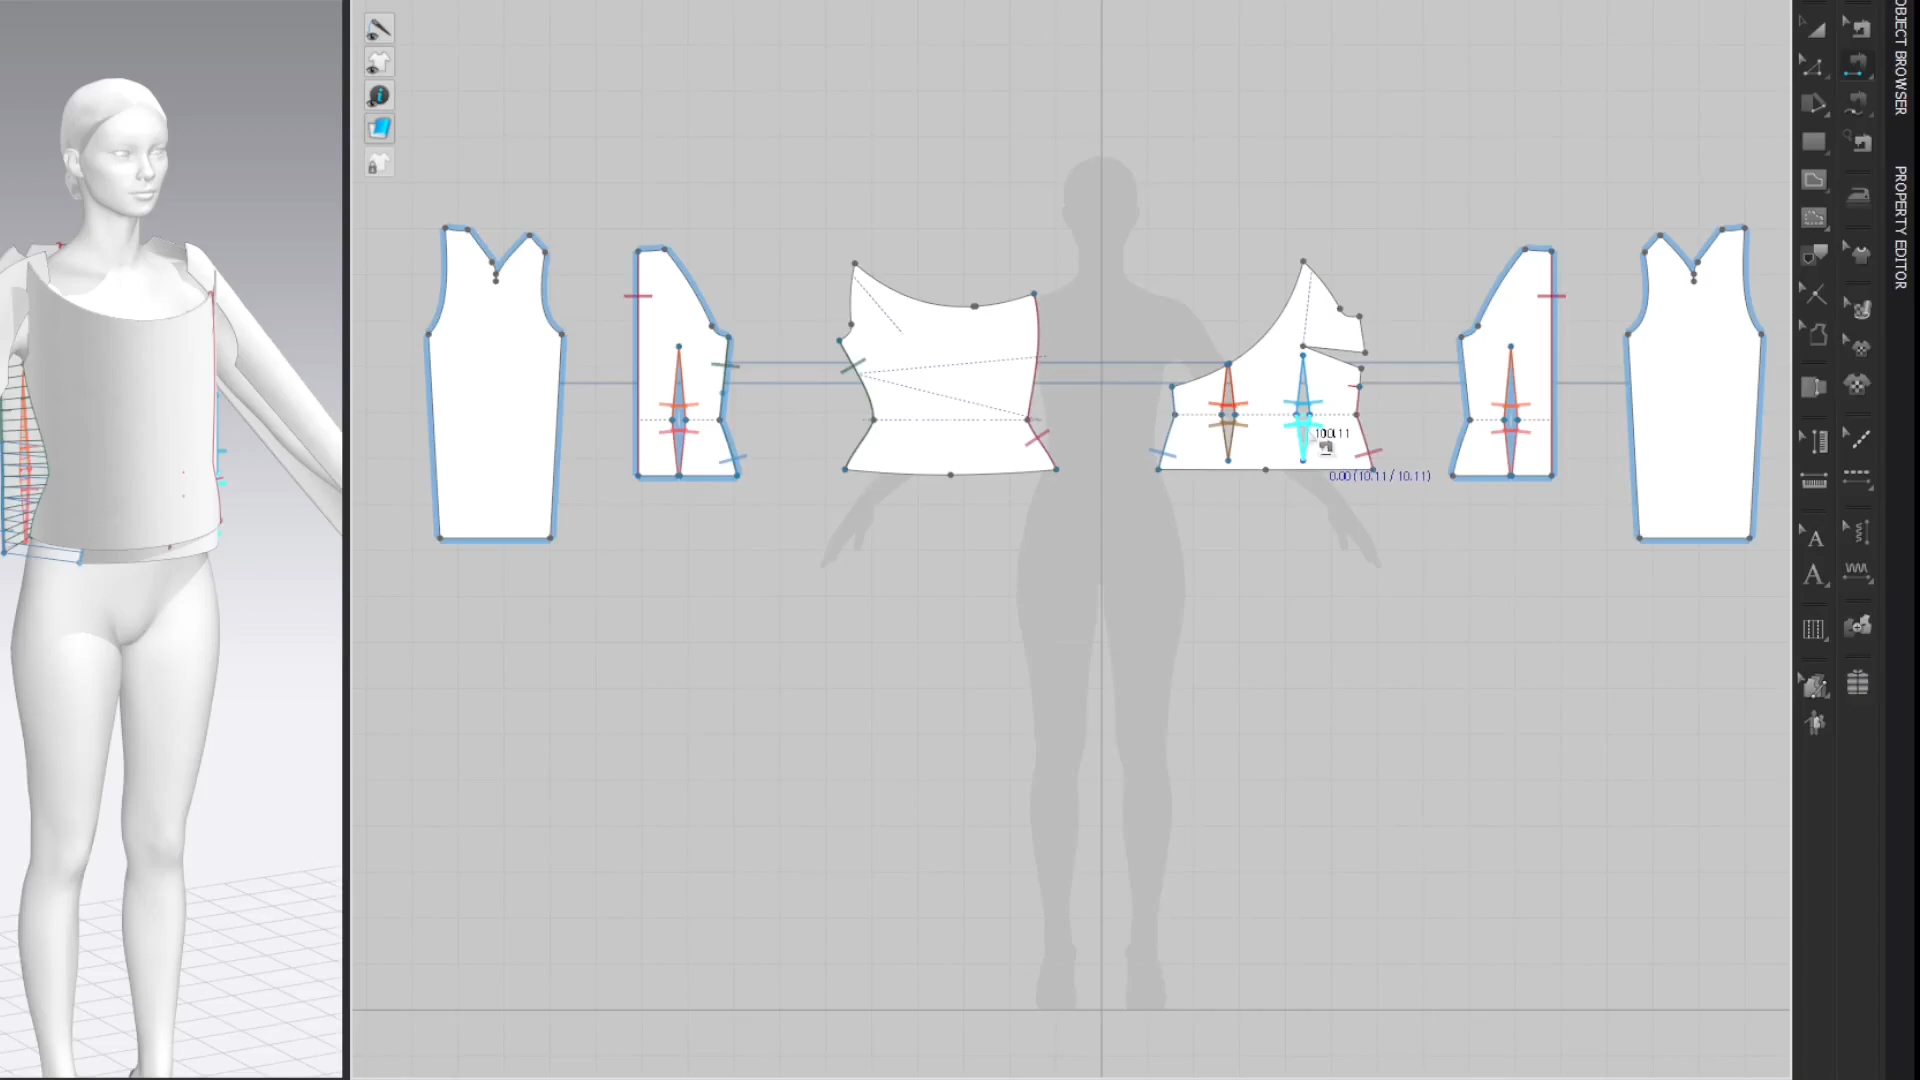 OBJECT BROWSER
PROPERTY EDITOR
0.00 (10.11 / 10.11)
A
A